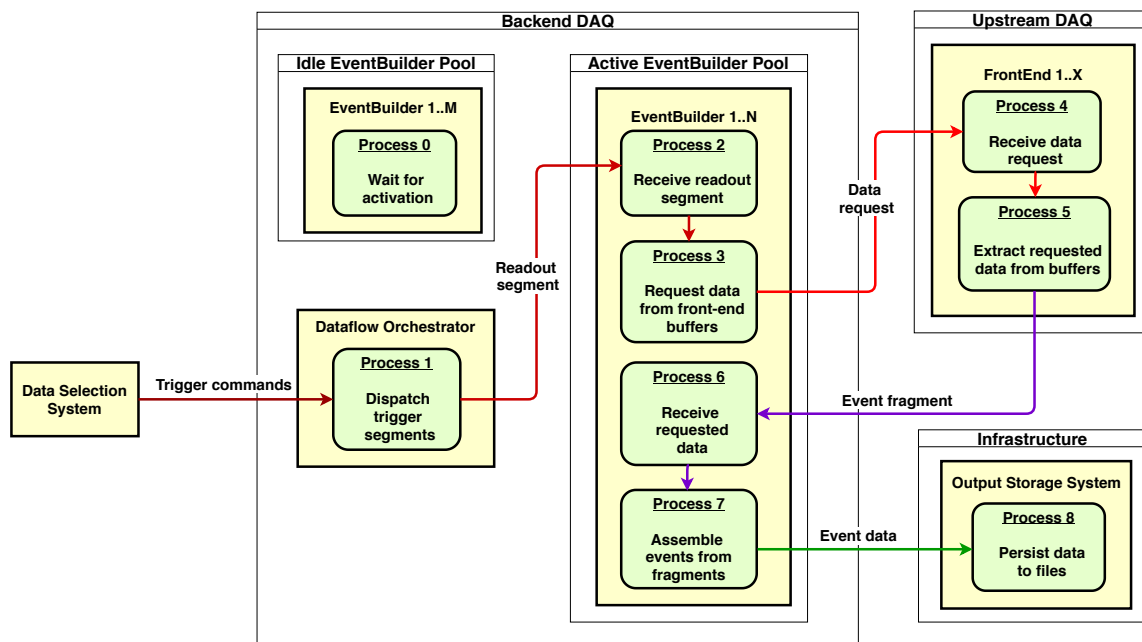 Backend DAQ
Upstream DAQ
Idle EventBuilder Pool
EventBuilder 1..M
Process 0
Wait for
activation
Active EventBuilder Pool
EventBuilder 1..N
Process 2
Receive readout
segment
Process 3
Request data
from front-end
buffers
Process 6
Receive
requested
data
Process 7
Assemble
events from
fragments
FrontEnd 1..X
Process 4
Receive data
request
Process 5
Extract requested
data from buffers
Data
request
Readout
segment
Dataflow Orchestrator
Process 1
Dispatch
trigger
segments
Data Selection
System
Trigger commands
Event fragment
Infrastructure
Output Storage System
Process 8
Persist data
to files
Event data